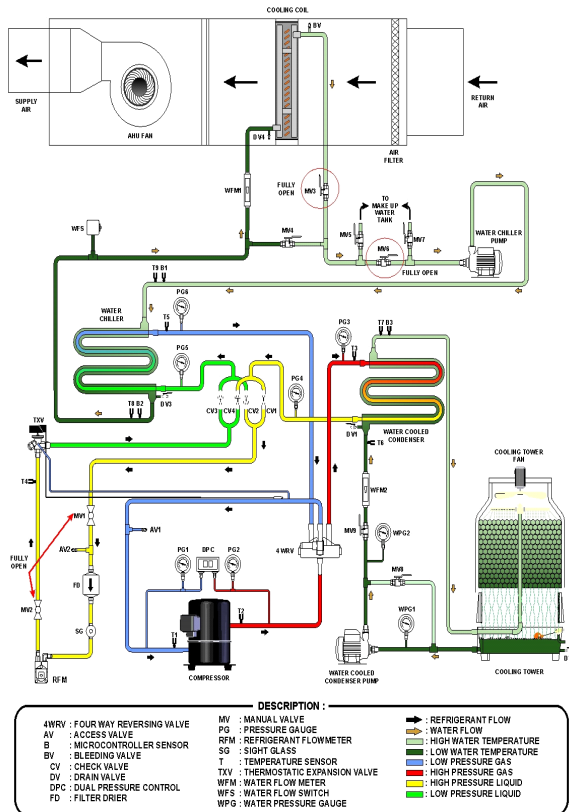 COOLING COIL
BV
SUPPLY
AIR
AHU FAN
DV4
AIR
FILTER
RETURN
AIR
WFM1
FULLY
OPEN
MV3
TO
MAKE UP
WATER
TANK
WFS
MV4
MV5
MV6
MV7
WATER CHILLER
PUMP
FULLY OPEN
T9 B1
PG6
WATER
CHILLER
T5
PG3
T7 B3
T3
PG5
PG4
T8 B2
DV3
CV3
CV4
CV2
CV1
DV1
WATER COOLED
CONDENSER
TXV
T6
COOLING TOWER
FAN
T4
WFM2
MV1
AV1
MV9
WPG2
AV2
4 WRV
FULLY
OPEN
PG1
DPC
PG2
MV8
FD
MV2
T2
WPG1
SG
T1
RFM
COMPRESSOR
WATER COOLED
CONDENSER PUMP
COOLING TOWER
D
DESCRIPTION :
4WRV : FOUR WAY REVERSING VALVE
AV : ACCESS VALVE
B : MICROCONTROLLER SENSOR
BV : BLEEDING VALVE
CV : CHECK VALVE
DV : DRAIN VALVE
DPC : DUAL PRESSURE CONTROL
FD : FILTER DRIER
MV : MANUAL VALVE
PG : PRESSURE GAUGE
RFM : REFRIGERANT FLOWMETER
SG : SIGHT GLASS
T : TEMPERATURE SENSOR
TXV : THERMOSTATIC EXPANSION VALVE
WFM : WATER FLOW METER
WFS : WATER FLOW SWITCH
WPG : WATER PRESSURE GAUGE
: REFRIGERANT FLOW
: WATER FLOW
: HIGH WATER TEMPERATURE
: LOW WATER TEMPERATURE
: LOW PRESSURE GAS
: HIGH PRESSURE GAS
: HIGH PRESSURE LIQUID
: LOW PRESSURE LIQUID